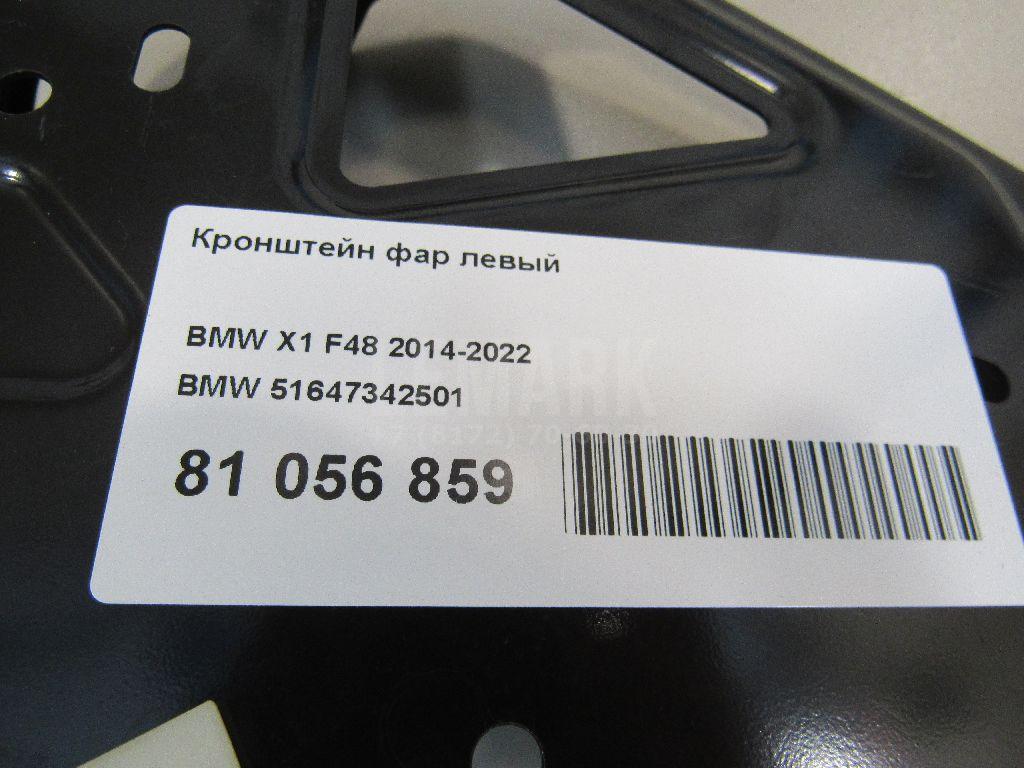 Кронштейн фар левый
BMW X1 F48 2014-2022
BMW 51647342501
81 056 859